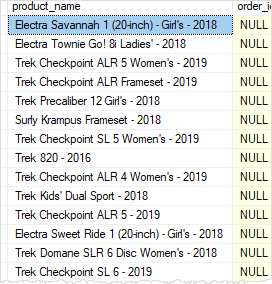 product_name order_i
Electra Savannah 1 (20-inch) - Girl's - 2018 NULL
Electra Townie Go! 8i Ladies' - 2018 NULL
Trek Checkpoint ALR 5 Women's - 2019 NULL
Trek Checkpoint ALR Frameset - 2019 NULL
Trek Precaliber 12 Girl's - 2018 NULL
Surly Krampus Frameset - 2018 NULL
Trek Checkpoint SL 5 Women's - 2019 NULL
Trek 820 - 2016 NULL
Trek Checkpoint ALR 4 Women's - 2019 NULL
Trek Kids' Dual Sport - 2018 NULL
Trek Checkpoint ALR 5 - 2019 NULL
Electra Sweet Ride 1 (20-inch) - Girl's - 2018 NULL
Trek Domane SLR 6 Disc Women's - 2018 NULL
Trek Checkpoint SL 6 - 2019 NULL